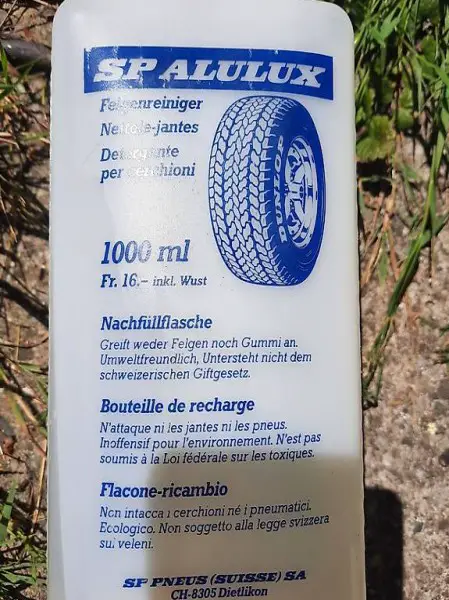 SP ALULUX
Felgenreiniger
Nettoie-jantes
Detergente
per cerchioni
DUNLOP
1000 ml
Fr. 16.– inkl. Wust
Nachfüllflasche
Greift weder Felgen noch Gummi an.
Umweltfreundlich, Untersteht nicht dem
schweizerischen Giftgesetz.
Bouteille de recharge
N'attaque ni les jantes ni les pneus.
Inoffensif pour l'environnement. N'est pas
soumis à la Loi fédérale sur les toxiques.
Flacone-ricambio
Non intacca i cerchioni né i pneumatici.
Ecologico. Non soggetto alla legge svizzera
sui veleni.
SP PNEUS (SUISSE) SA
CH-8305 Dietlikon